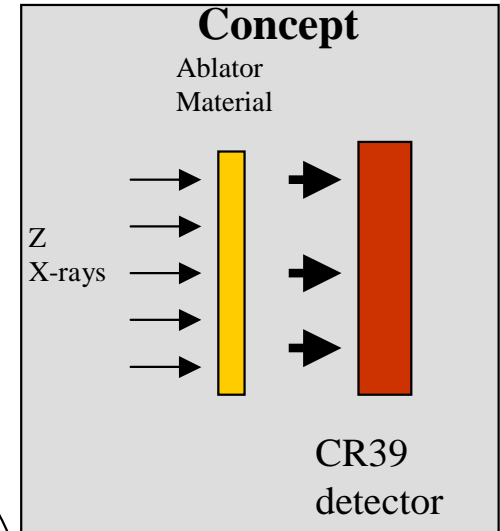 Concept
Ablator
Material
Z
X-rays
CR39
detector